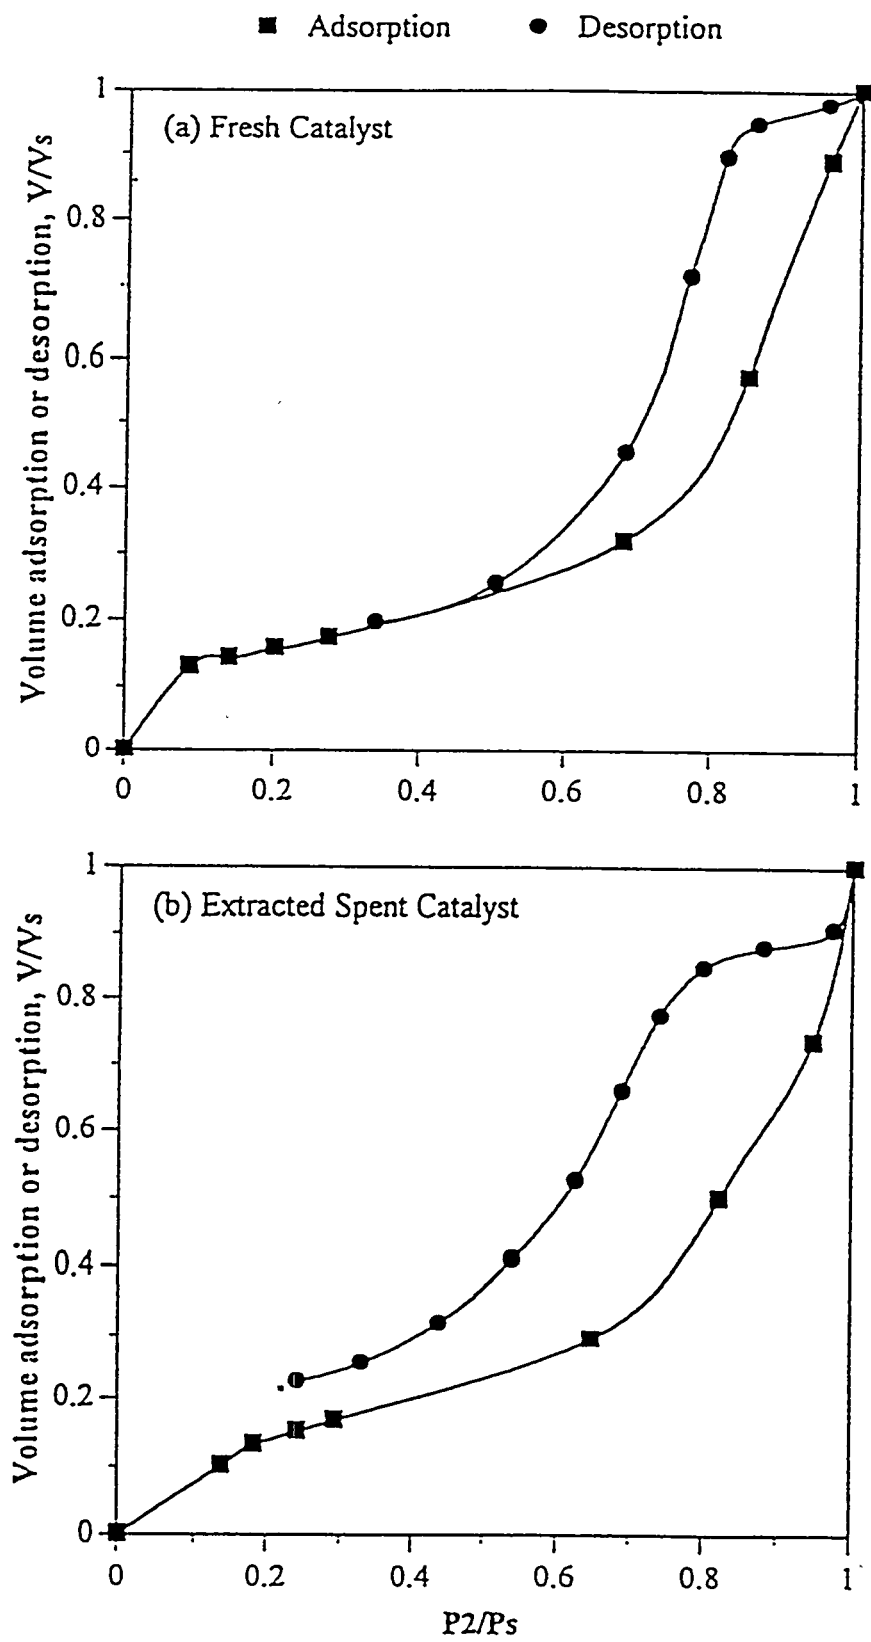 Adsorption Desorption
(a) Fresh Catalyst
Volume adsorption or desorption, V/Vs
1
0.8
0.6
0.4
0.2
0
0 0.2 0.4 0.6 0.8 1
(b) Extracted Spent Catalyst
Volume adsorption or desorption, V/Vs
1
0.8
0.6
0.4
0.2
0
0 0.2 0.4 0.6 0.8 1
P2/Ps